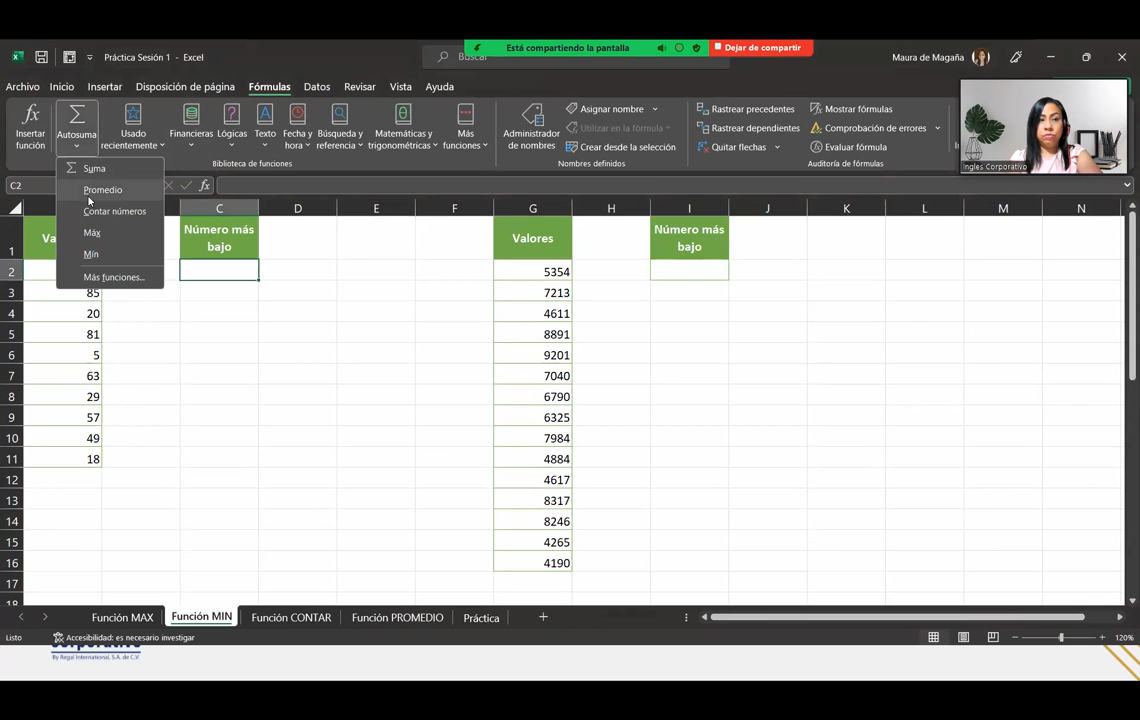 Está compartiendo la pantalla
Dejar de compartir
Práctica Sesión 1 - Excel
Buscar
Maura de Magaña
Archivo Inicio Insertar Disposición de página Fórmulas Datos Revisar Vista Ayuda
Insertar función
Autosuma
Usado recientemente
Financieras
Lógicas
Texto
Fecha y hora
Búsqueda y referencia
Matemáticas y trigonométricas
Más funciones
Biblioteca de funciones
Administrador de nombres
Asignar nombre
Utilizar en la fórmula
Crear desde la selección
Nombres definidos
Rastrear precedentes
Rastrear dependientes
Quitar flechas
Mostrar fórmulas
Comprobación de errores
Evaluar fórmula
Auditoría de fórmulas
Ingles Corporativo
Suma
Promedio
Contar números
Máx
Mín
Más funciones...
C2
fx
C D E F G H I J K L M N
1 Va Número más bajo Valores Número más bajo
2 5354
3 85 7213
4 20 4611
5 81 8891
6 5 9201
7 63 7040
8 29 6790
9 57 6325
10 49 7984
11 18 4884
12 4617
13 8317
14 8246
15 4265
16 4190
17
18
Función MAX Función MIN Función CONTAR Función PROMEDIO Práctica
Listo Accesibilidad: es necesario investigar 120%
corporativo
By Regal International, S.A. de C.V.